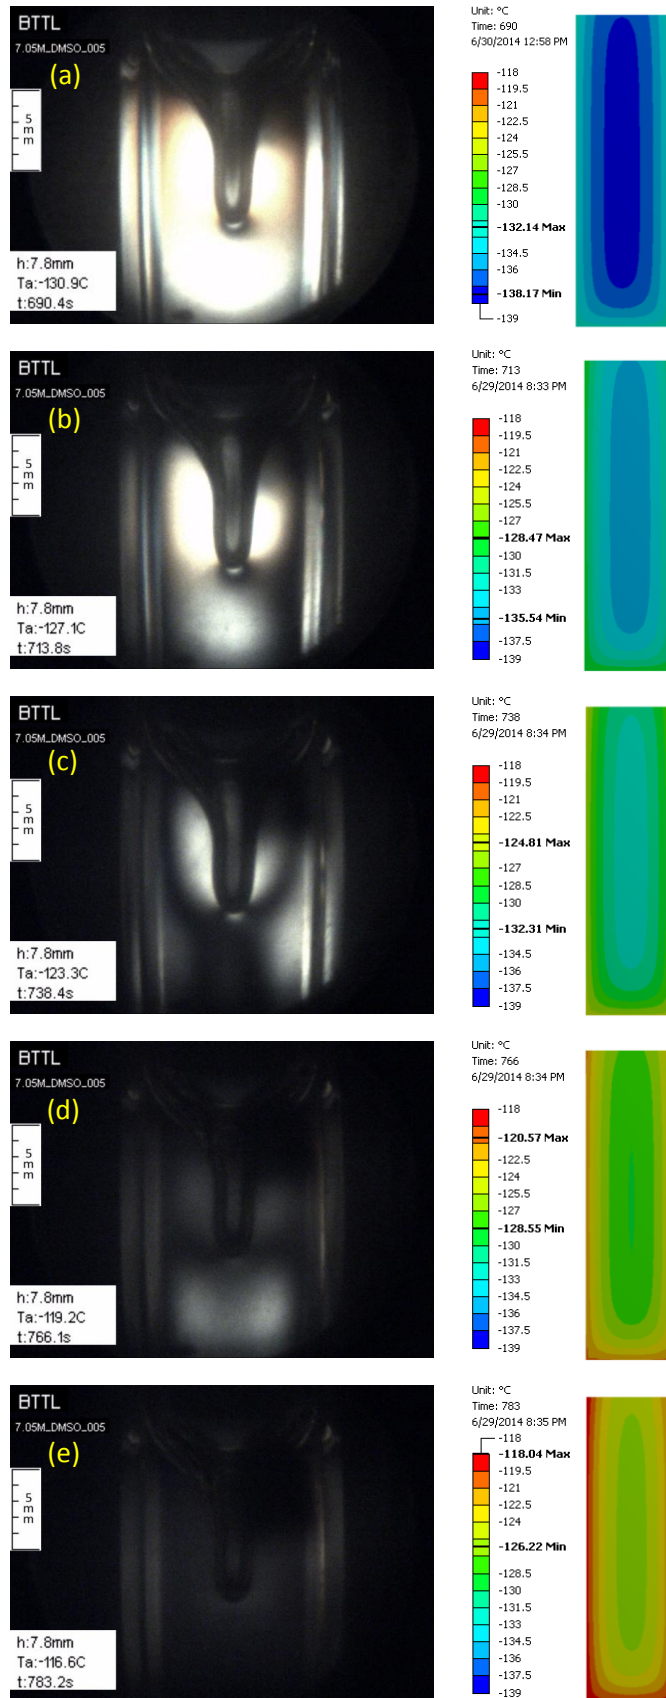 BTTL
7.05M_DMSO_005
(a)
5
m
m
h:7.8mm
Ta:-130.9C
t:690.4s
Unit: °C
Time: 690
6/30/2014 12:58 PM
-118
-119.5
-121
-122.5
-124
-125.5
-127
-128.5
-130
-132.14 Max
-134.5
-136
-138.17 Min
-139
BTTL
7.05M_DMSO_005
(b)
5
m
m
h:7.8mm
Ta:-127.1C
t:713.8s
Unit: °C
Time: 713
6/29/2014 8:33 PM
-118
-119.5
-121
-122.5
-124
-125.5
-127
-128.47 Max
-130
-131.5
-133
-135.54 Min
-137.5
-139
BTTL
7.05M_DMSO_005
(c)
5
m
m
h:7.8mm
Ta:-123.3C
t:738.4s
Unit: °C
Time: 738
6/29/2014 8:34 PM
-118
-119.5
-121
-122.5
-124.81 Max
-127
-128.5
-130
-132.31 Min
-134.5
-136
-137.5
-139
BTTL
7.05M_DMSO_005
(d)
5
m
m
h:7.8mm
Ta:-119.2C
t:766.1s
Unit: °C
Time: 766
6/29/2014 8:34 PM
-118
-120.57 Max
-122.5
-124
-125.5
-127
-128.55 Min
-130
-131.5
-133
-134.5
-136
-137.5
-139
BTTL
7.05M_DMSO_005
(e)
5
m
m
h:7.8mm
Ta:-116.6C
t:783.2s
Unit: °C
Time: 783
6/29/2014 8:35 PM
-118
-118.04 Max
-119.5
-121
-122.5
-124
-126.22 Min
-128.5
-130
-131.5
-133
-134.5
-136
-137.5
-139